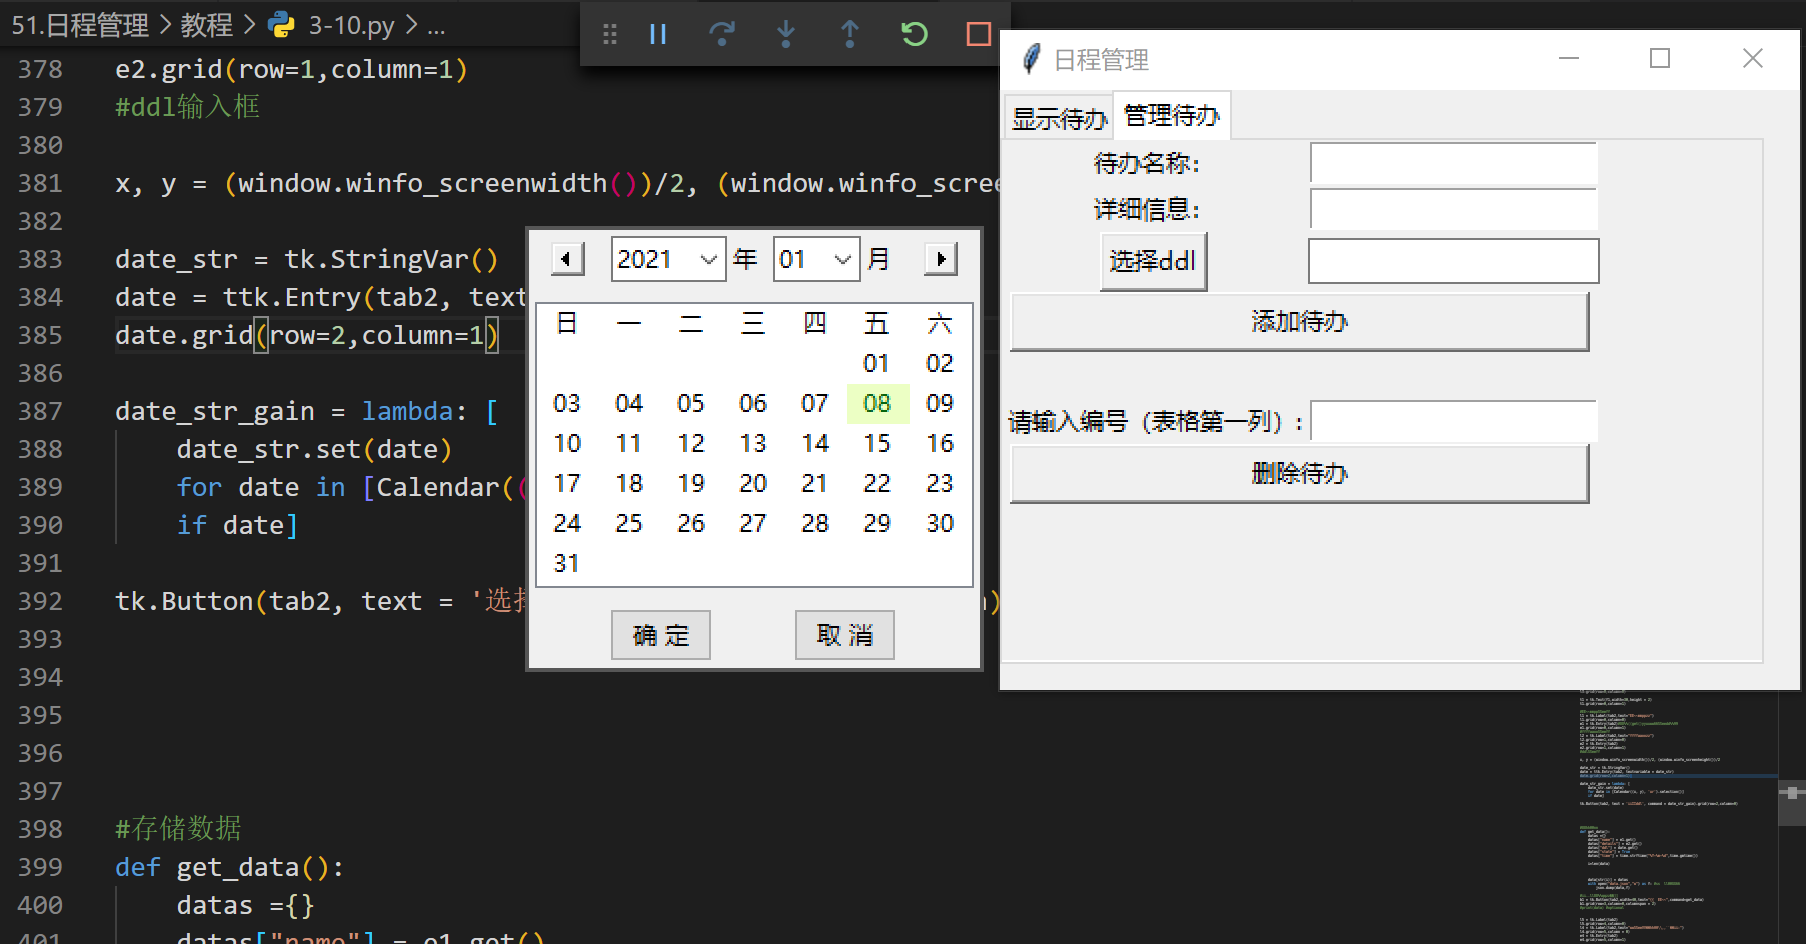 51.日程管理 > 教程 > 3-10.py > ...
378 e2.grid(row=1,column=1)
379 #ddl输入框
380
381 x, y = (window.winfo_screenwidth())/2, (window.winfo_scree
382
383 date_str = tk.StringVar()
384 date = ttk.Entry(tab2, text
385 date.grid(row=2,column=1)
386
387 date_str_gain = lambda: [
388 date_str.set(date)
389 for date in [Calendar((
390 if date]
391
392 tk.Button(tab2, text = '选择
393
394
395
396
397
398 #存储数据
399 def get_data():
400 datas ={}
401 datas["name"] = e1.get()
2021 年 01 月
日 一 二 三 四 五 六
01 02
03 04 05 06 07 08 09
10 11 12 13 14 15 16
17 18 19 20 21 22 23
24 25 26 27 28 29 30
31
确 定 取 消
日程管理
显示待办 管理待办
待办名称:
详细信息:
选择ddl
添加待办
请输入编号（表格第一列）:
删除待办